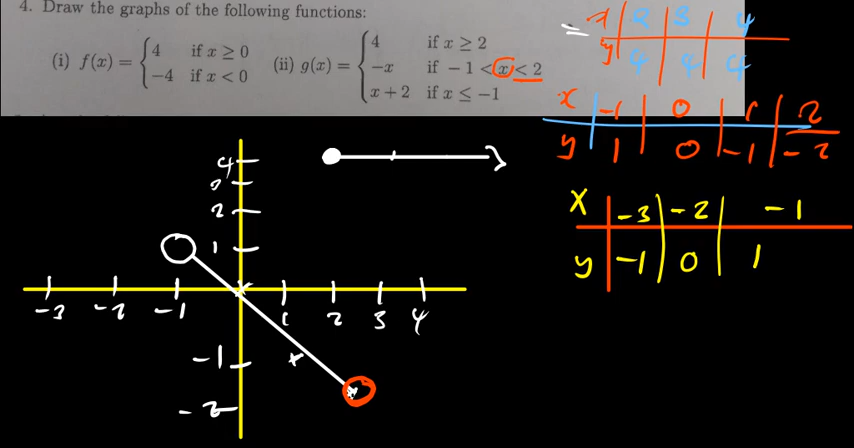 4. Draw the graphs of the following functions:
(i) f(x) = { 4 if x ≥ 0
−4 if x < 0
(ii) g(x) = { 4 if x ≥ 2
−x if −1 < x < 2
x + 2 if x ≤ −1
= x | 2 | 3 | 4
y | 4 | 4 | 4
x | -1 | 0 | 1 | 2
y | 1 | 0 | -1 | -2
x | -3 | -2 | -1
y | -1 | 0 | 1
4
3
2
1
-3 -2 -1 1 2 3 4
-1
-2